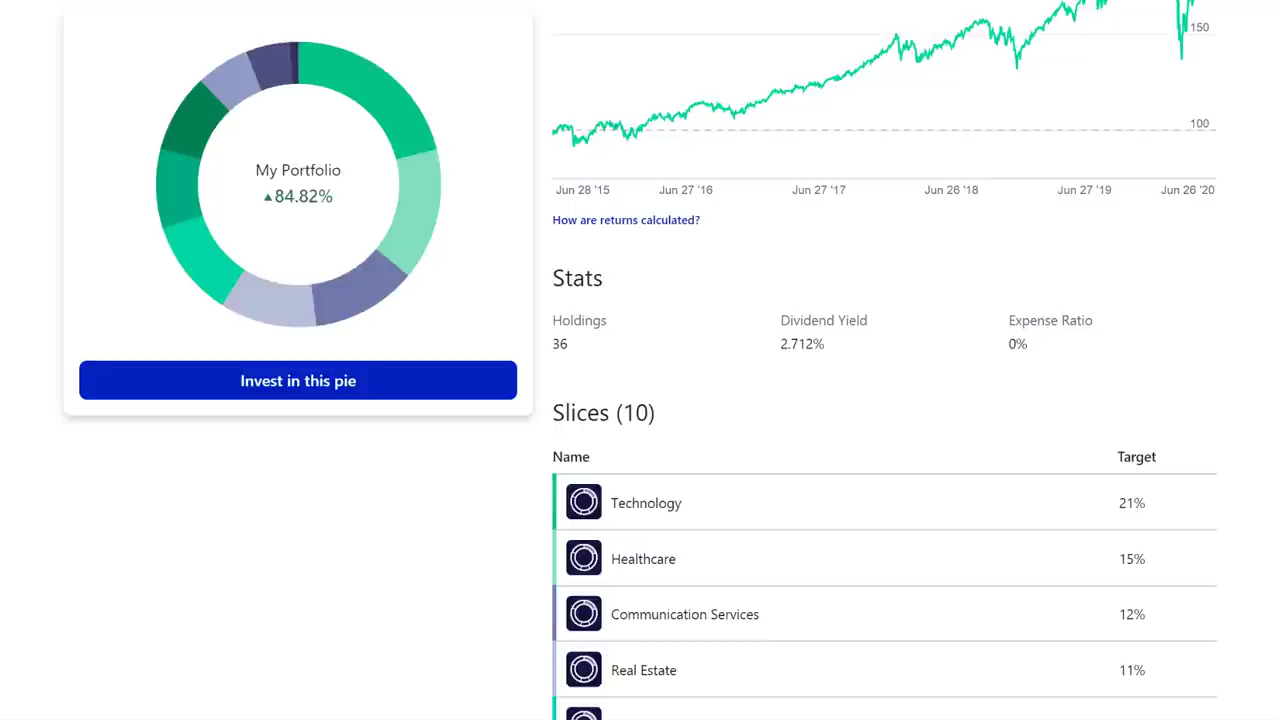 My Portfolio
▲84.82%
Invest in this pie
150
100
Jun 28 '15 Jun 27 '16 Jun 27 '17 Jun 26 '18 Jun 27 '19 Jun 26 '20
How are returns calculated?
Stats
Holdings Dividend Yield Expense Ratio
36 2.712% 0%
Slices (10)
Name Target
Technology 21%
Healthcare 15%
Communication Services 12%
Real Estate 11%